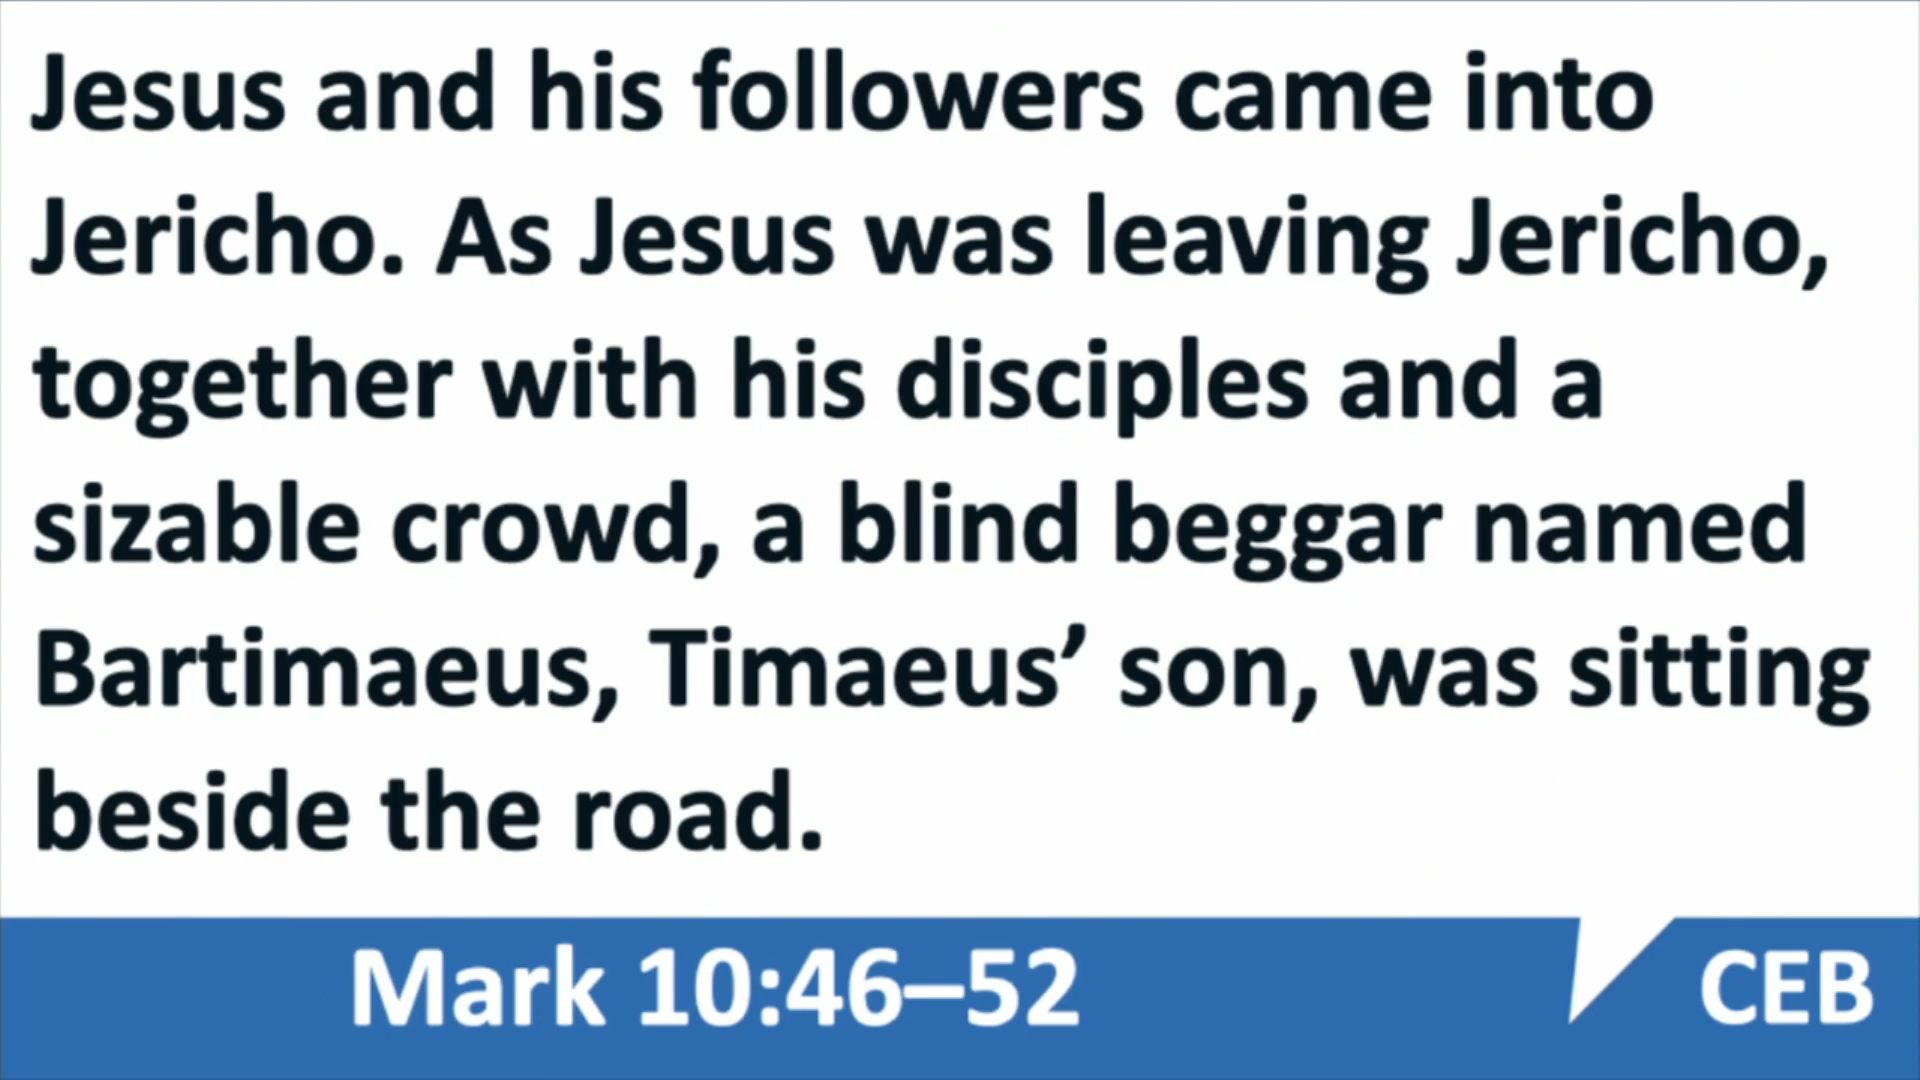 Jesus and his followers came into
Jericho. As Jesus was leaving Jericho,
together with his disciples and a
sizable crowd, a blind beggar named
Bartimaeus, Timaeus’ son, was sitting
beside the road.
Mark 10:46–52
CEB